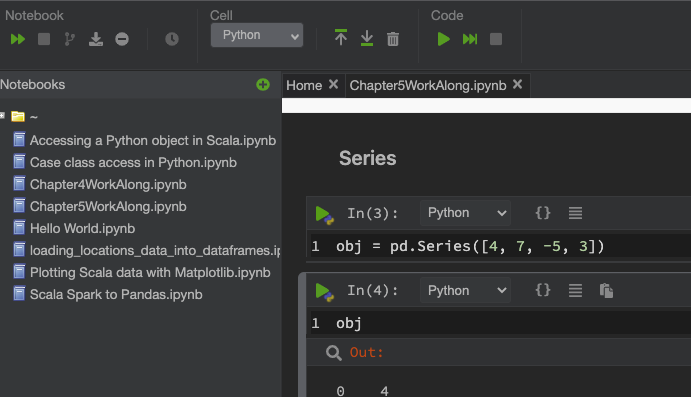 Notebook
Cell
Code
Python
Notebooks
Home
Chapter5WorkAlong.ipynb
~
Accessing a Python object in Scala.ipynb
Case class access in Python.ipynb
Chapter4WorkAlong.ipynb
Chapter5WorkAlong.ipynb
Hello World.ipynb
loading_locations_data_into_dataframes.ip
Plotting Scala data with Matplotlib.ipynb
Scala Spark to Pandas.ipynb
Series
In(3): Python {}
1 obj = pd.Series([4, 7, -5, 3])
In(4): Python {}
1 obj
Out:
0 4